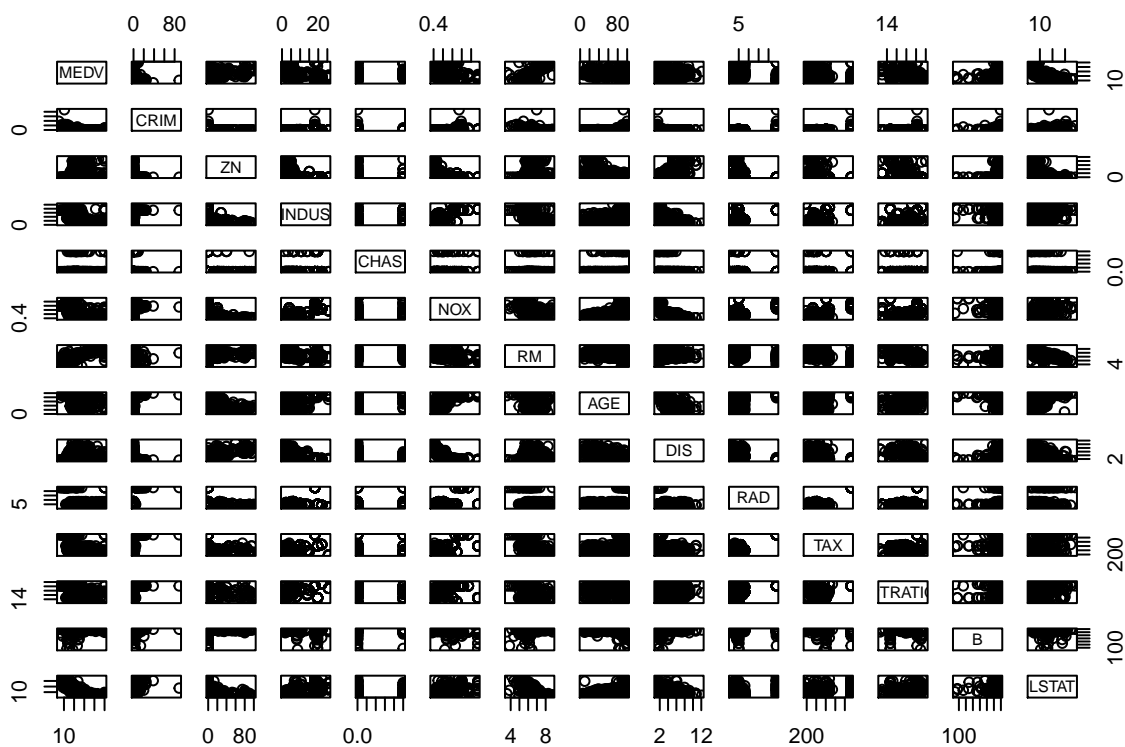 0 80 0 20 0.4 0 80 5 14 10
MEDV 10
0 CRIM
ZN 0
0 INDUS
CHAS 0.0
0.4 NOX
RM 4
0 AGE
DIS 2
5 RAD
TAX 200
14 TRATI
B 100
10 LSTAT
10 0 80 0.0 4 8 2 12 200 100